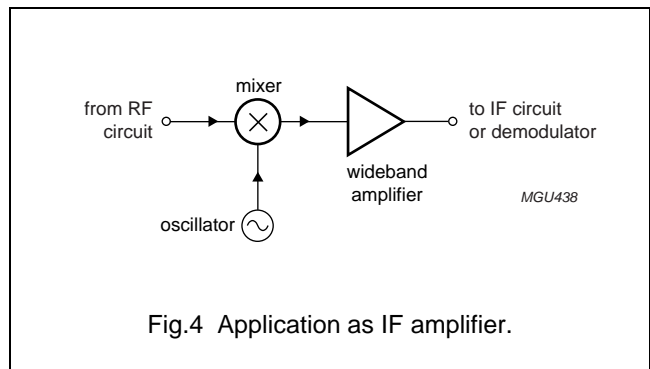 mixer
from RF
circuit
to IF circuit
or demodulator
wideband
amplifier
MGU438
oscillator
Fig.4 Application as IF amplifier.